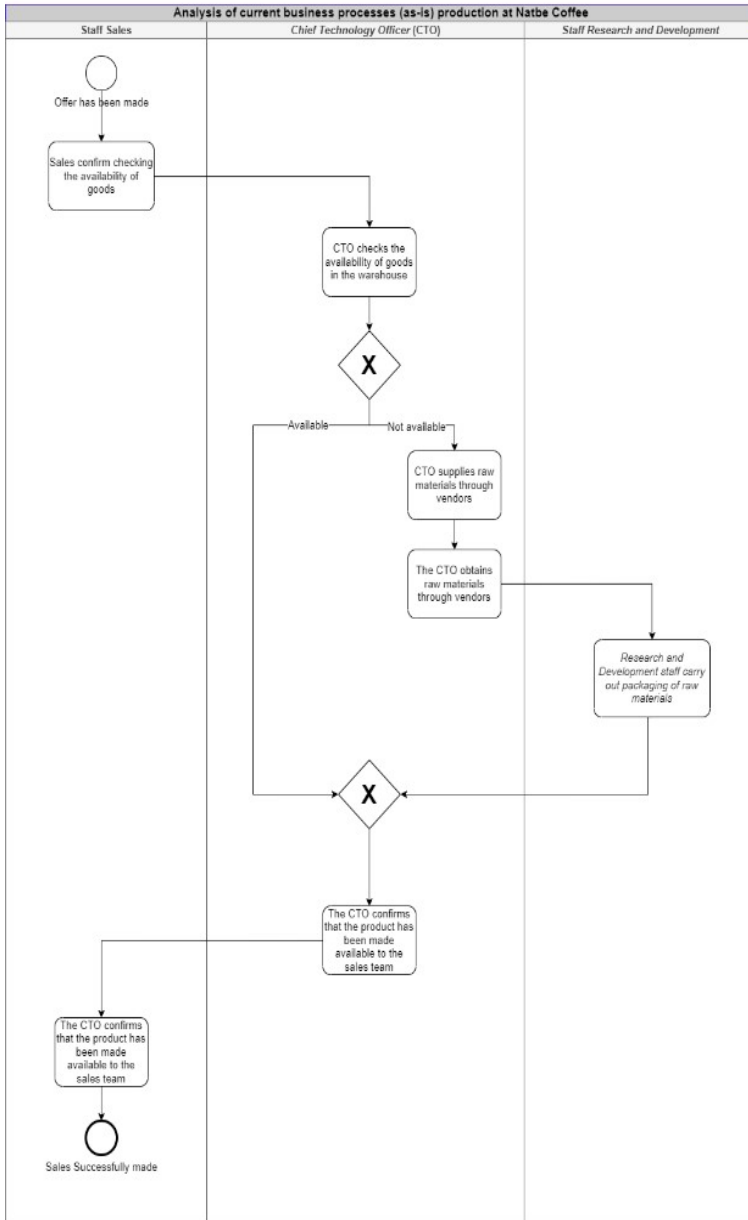 Analysis of current business processes (as-is) production at Natbe Coffee
Staff Sales
Chief Technology Officer (CTO)
Staff Research and Development
Offer has been made
Sales confirm checking
the availability of
goods
CTO checks the
availability of goods
in the warehouse
X
Available
Not available
CTO supplies raw
materials through
vendors
The CTO obtains
raw materials
through vendors
Research and
Development staff carry
out packaging of raw
materials
X
The CTO confirms
that the product has
been made
available to the
sales team
The CTO confirms
that the product has
been made
available to the
sales team
Sales Successfully made